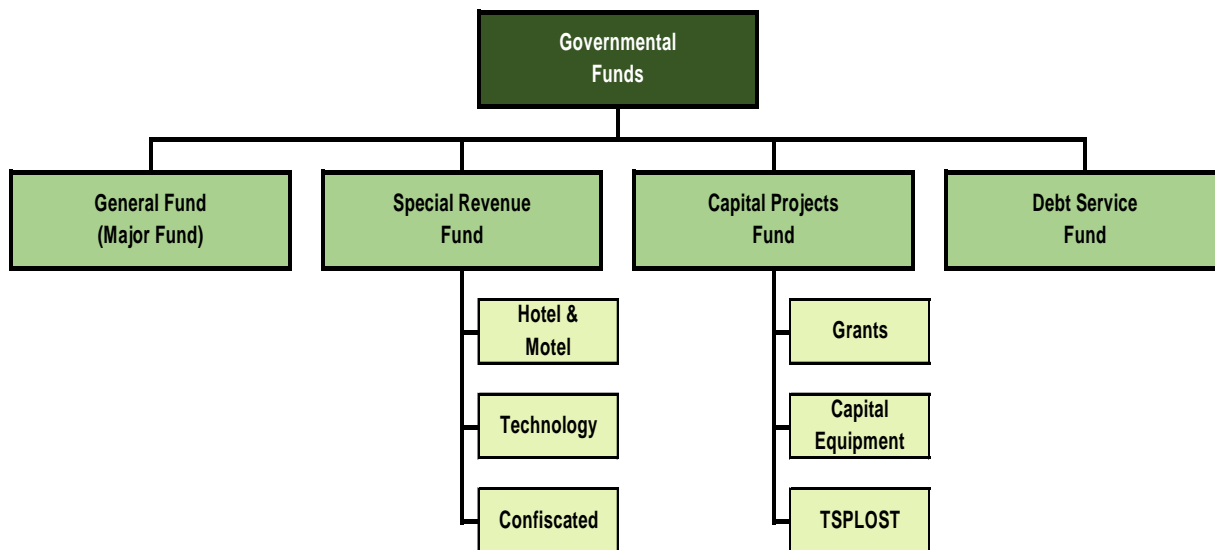 Governmental
Funds
General Fund
(Major Fund)
Special Revenue
Fund
Capital Projects
Fund
Debt Service
Fund
Hotel &
Motel
Grants
Technology
Capital
Equipment
Confiscated
TSPLOST